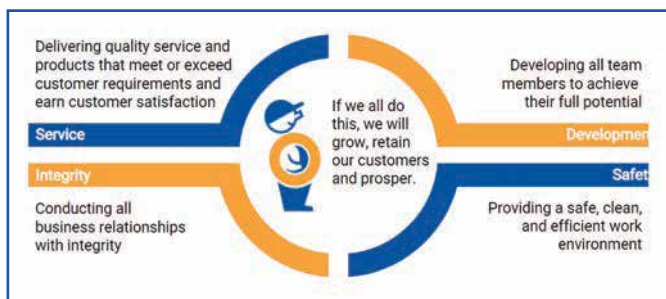 Delivering quality service and
products that meet or exceed
customer requirements and
earn customer satisfaction
Service
Integrity
Conducting all
business relationships
with integrity
If we all do
this, we will
grow, retain
our customers
and prosper.
Developing all team
members to achieve
their full potential
Developmen
Safet
Providing a safe, clean,
and efficient work
environment